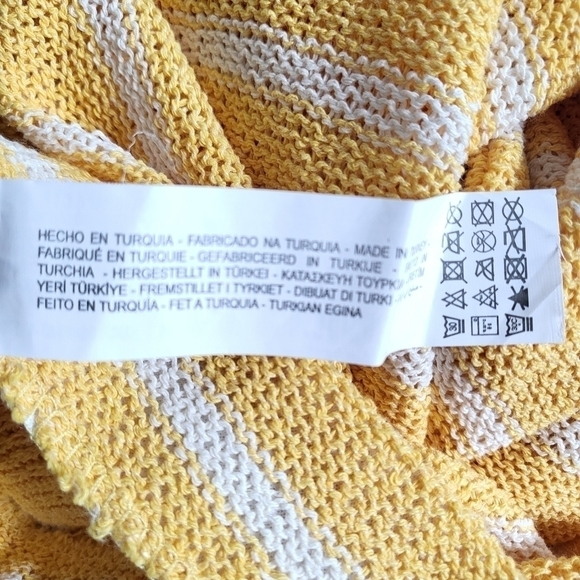 HECHO EN TURQUIA - FABRICADO NA TURQUIA - MADE IN
FABRIQUÉ EN TURQUIE - GEFABRICEERD IN TURKIJE -
TURCHIA - HERGESTELLT IN TÜRKEI - ΚΑΤΑΣΚΕΥΗ ΤΟΥΡΚΙΑ
YERİ TÜRKİYE - FREMSTILLET I TYRKIET - DIBUAT DI TURKI
FEITO EN TURQUÍA - FET A TURQUIA - TURKIAN EGINA